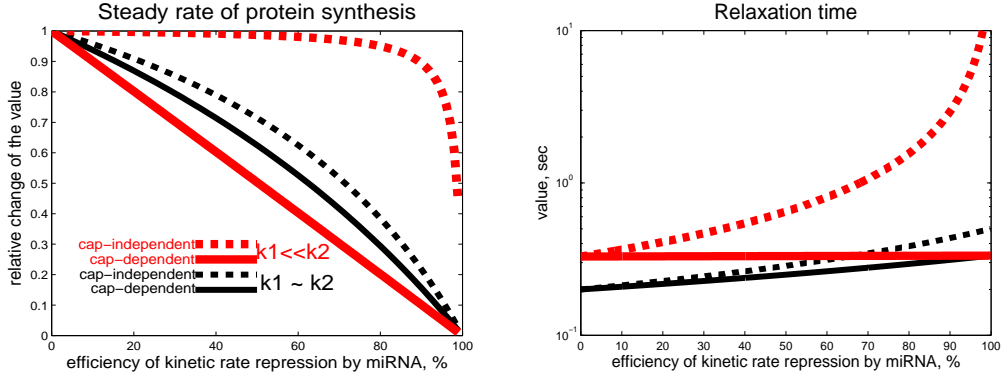 Steady rate of protein synthesis
relative change of the value
1
0.9
0.8
0.7
0.6
0.5
0.4
0.3
0.2
0.1
0
cap-independent
cap-dependent
k1<<k2
cap-independent
cap-dependent
k1 ~ k2
0 20 40 60 80 100
efficiency of kinetic rate repression by miRNA, %
Relaxation time
value, sec
10^1
10^0
10^-1
0 10 20 30 40 50 60 70 80 90 100
efficiency of kinetic rate repression by miRNA, %